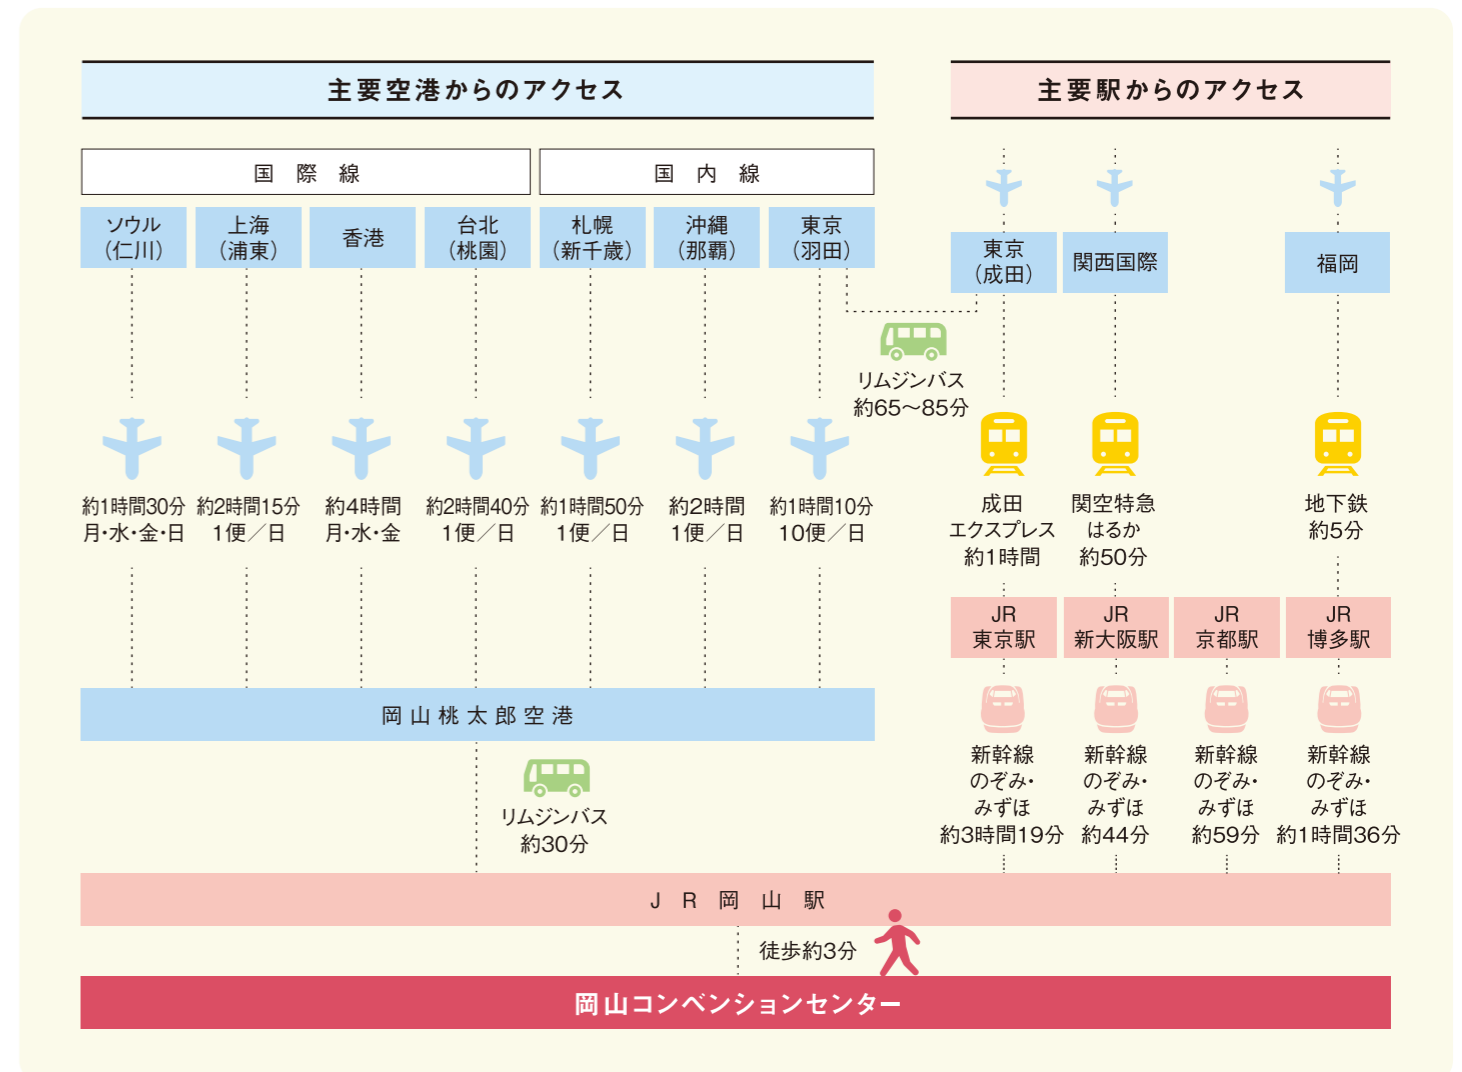 主要空港からのアクセス
国際線
国内線
ソウル
（仁川）
上海
（浦東）
香港
台北
（桃園）
札幌
（新千歳）
沖縄
（那覇）
東京
（羽田）
リムジンバス
約65〜85分
約1時間30分
月・水・金・日
約2時間15分
1便／日
約4時間
月・水・金
約2時間40分
1便／日
約1時間50分
1便／日
約2時間
1便／日
約1時間10分
10便／日
岡山桃太郎空港
リムジンバス
約30分
主要駅からのアクセス
東京
（成田）
関西国際
福岡
成田
エクスプレス
約1時間
関空特急
はるか
約50分
地下鉄
約5分
JR
東京駅
JR
新大阪駅
JR
京都駅
JR
博多駅
新幹線
のぞみ・
みずほ
約3時間19分
新幹線
のぞみ・
みずほ
約44分
新幹線
のぞみ・
みずほ
約59分
新幹線
のぞみ・
みずほ
約1時間36分
JR岡山駅
徒歩約3分
岡山コンベンションセンター